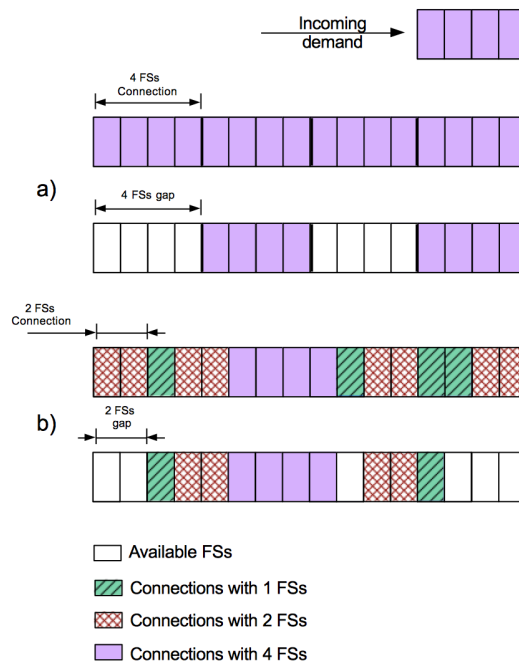 Incoming
demand
4 FSs
Connection
a)
4 FSs gap
2 FSs
Connection
b)
2 FSs
gap
Available FSs
Connections with 1 FSs
Connections with 2 FSs
Connections with 4 FSs